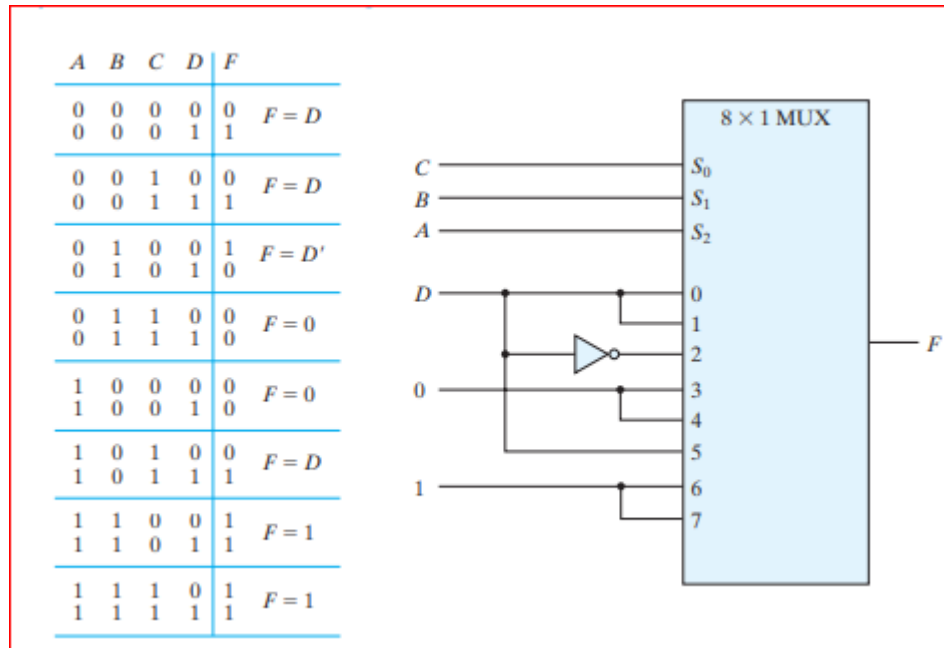 A B C D F
0 0 0 0 0
0 0 0 1 1
F = D
0 0 1 0 0
0 0 1 1 1
F = D
0 1 0 0 1
0 1 0 1 0
F = D'
0 1 1 0 0
0 1 1 1 0
F = 0
1 0 0 0 0
1 0 0 1 0
F = 0
1 0 1 0 0
1 0 1 1 1
F = D
1 1 0 0 1
1 1 0 1 1
F = 1
1 1 1 0 1
1 1 1 1 1
F = 1
8 × 1 MUX
C S0
B S1
A S2
D 0
1
2
0 3
4
5
1 6
7
F